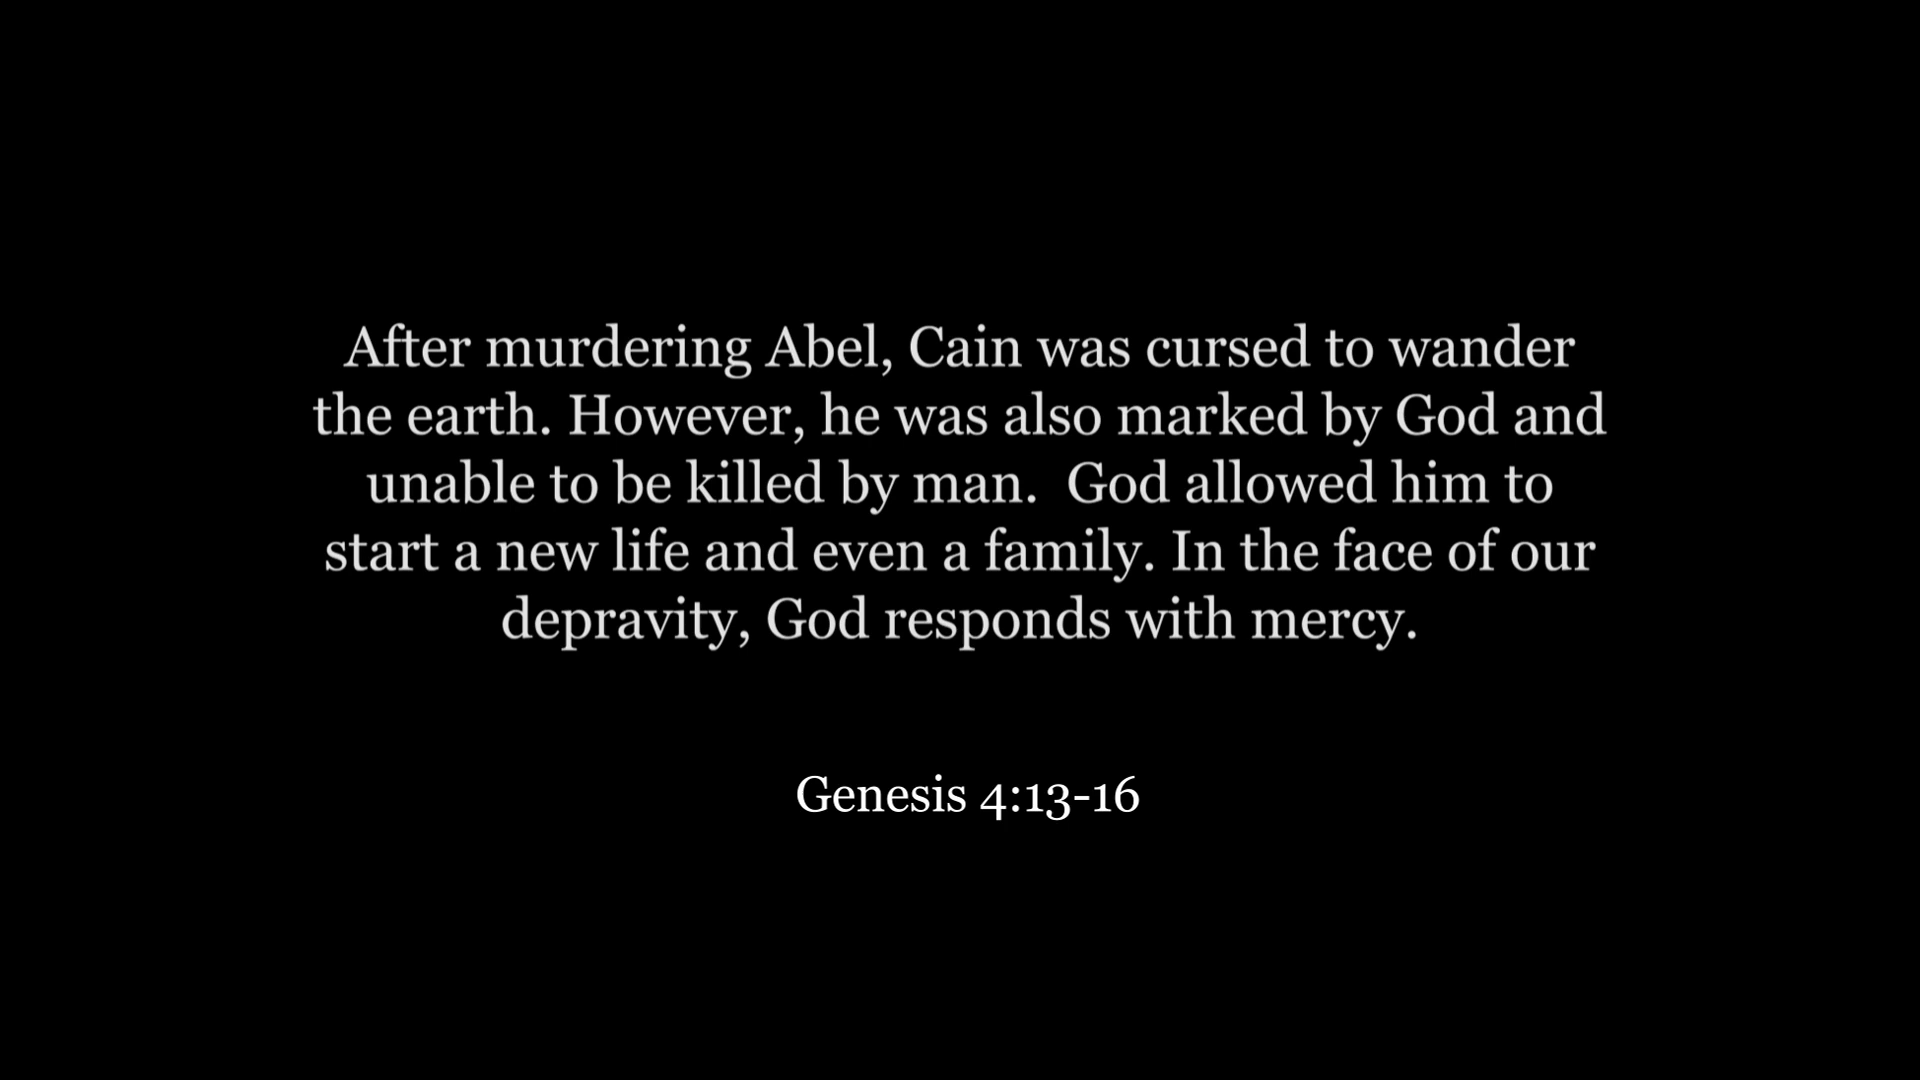 After murdering Abel, Cain was cursed to wander
the earth. However, he was also marked by God and
unable to be killed by man.  God allowed him to
start a new life and even a family. In the face of our
depravity, God responds with mercy.
Genesis 4:13-16